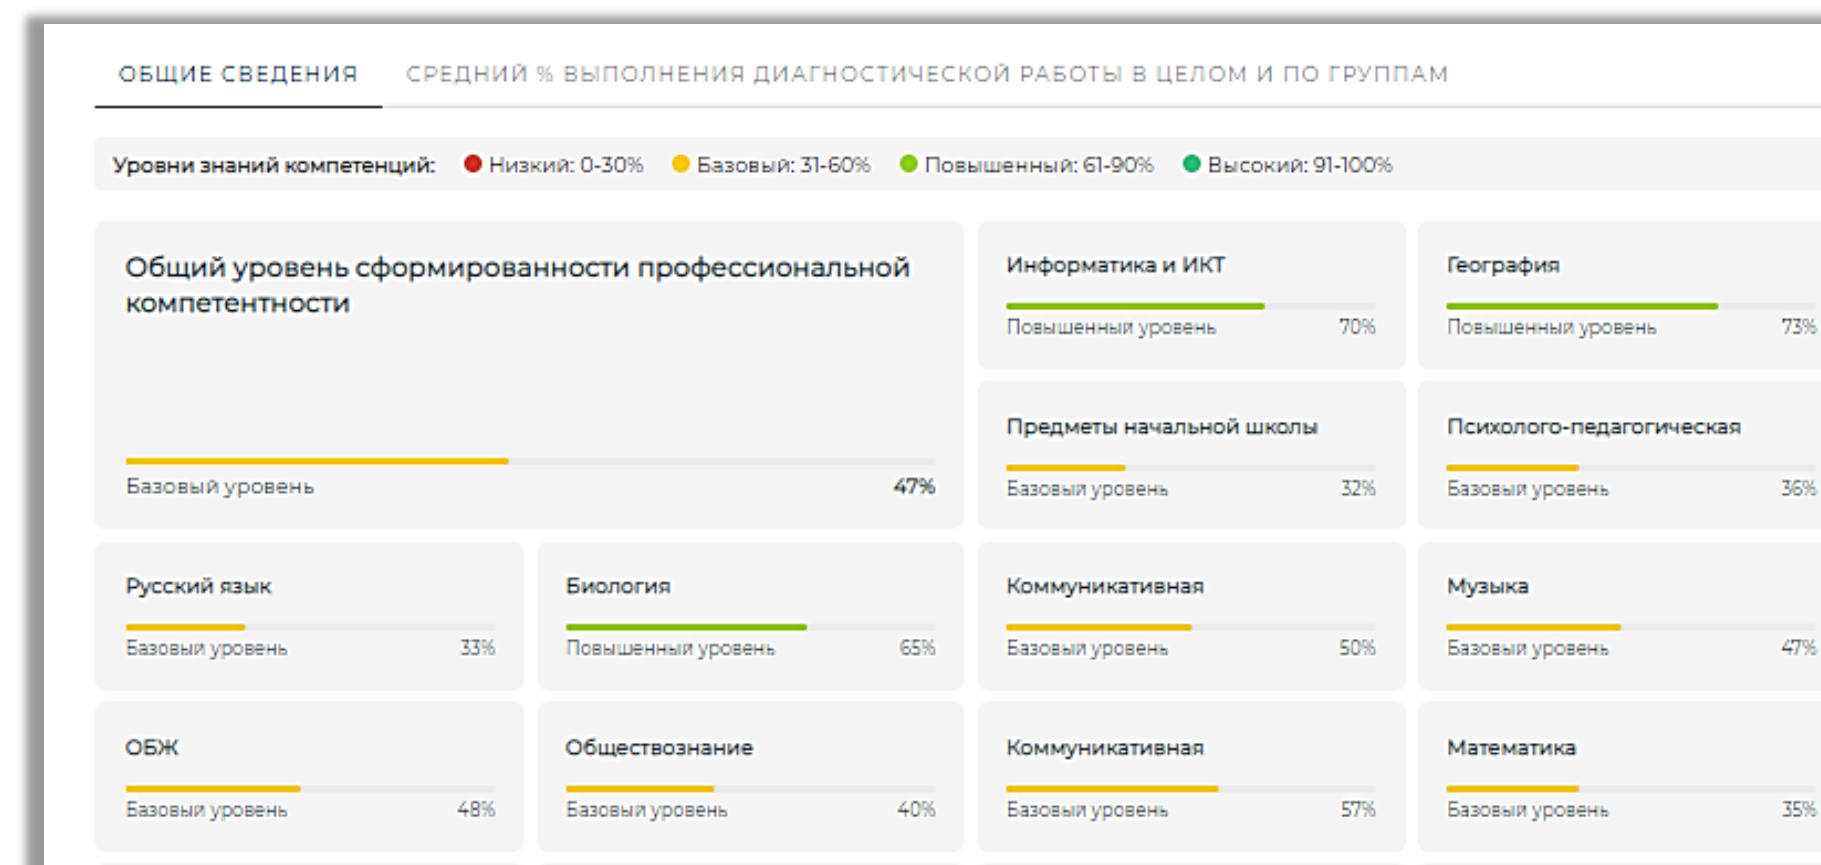 ОБЩИЕ СВЕДЕНИЯ СРЕДНИЙ % ВЫПОЛНЕНИЯ ДИАГНОСТИЧЕСКОЙ РАБОТЫ В ЦЕЛОМ И ПО ГРУППАМ
Уровни знаний компетенций: Низкий: 0-30% Базовый: 31-60% Повышенный: 61-90% Высокий: 91-100%
Общий уровень сформированности профессиональной
компетентности
Базовый уровень 47%
Информатика и ИКТ
Повышенный уровень 70%
География
Повышенный уровень 73%
Предметы начальной школы
Базовый уровень 32%
Психолого-педагогическая
Базовый уровень 36%
Русский язык
Базовый уровень 33%
Биология
Повышенный уровень 65%
Коммуникативная
Базовый уровень 50%
Музыка
Базовый уровень 47%
ОБЖ
Базовый уровень 48%
Обществознание
Базовый уровень 40%
Коммуникативная
Базовый уровень 57%
Математика
Базовый уровень 35%